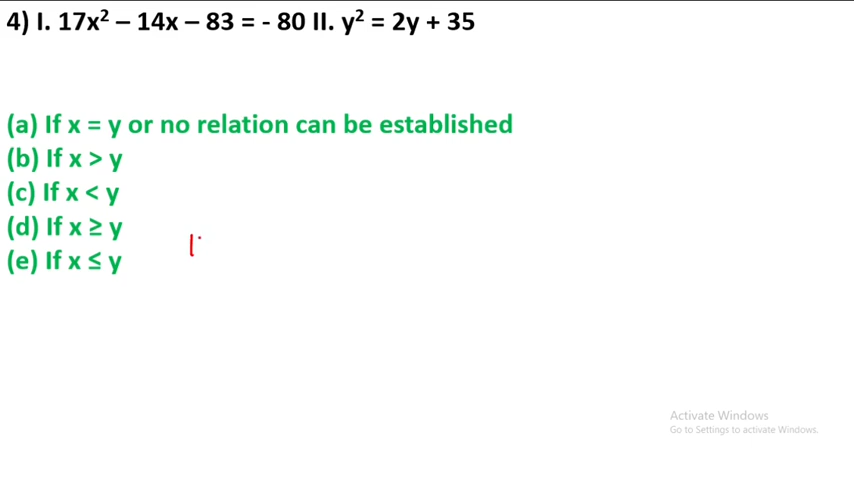 4) I. 17x² – 14x – 83 = - 80 II. y² = 2y + 35
(a) If x = y or no relation can be established
(b) If x > y
(c) If x < y
(d) If x ≥ y
(e) If x ≤ y
Activate Windows
Go to Settings to activate Windows.